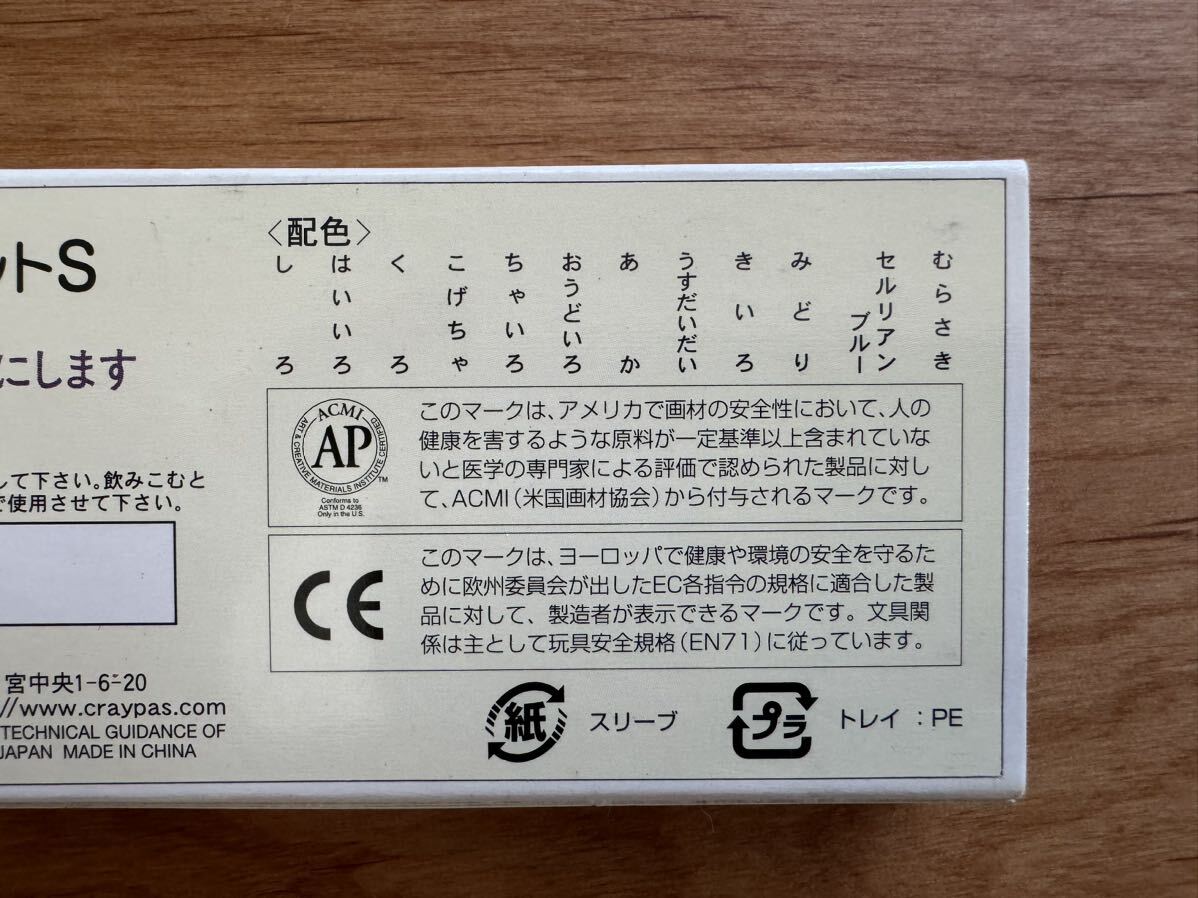 ットS
にします
して下さい。飲みこむと
で使用させて下さい。
宮中央1-6-20
//www.craypas.com
TECHNICAL GUIDANCE OF
JAPAN MADE IN CHINA
〈配色〉
しろ
はいいろ
くろ
こげちゃ
ちゃいろ
おうどいろ
あか
うすだいだい
きいろ
みどり
セルリアン
ブルー
むらさき
ACMI
AP
ART & CREATIVE MATERIALS INSTITUTE CERTIFIED
TM
Conforms to
ASTM D 4236
Only in the U.S.
このマークは、アメリカで画材の安全性において、人の
健康を害するような原料が一定基準以上含まれていな
いと医学の専門家による評価で認められた製品に対し
て、ACMI(米国画材協会)から付与されるマークです。
CE
このマークは、ヨーロッパで健康や環境の安全を守るた
めに欧州委員会が出したEC各指令の規格に適合した製
品に対して、製造者が表示できるマークです。文具関
係は主として玩具安全規格(EN71)に従っています。
紙
スリーブ
プラ
トレイ:PE